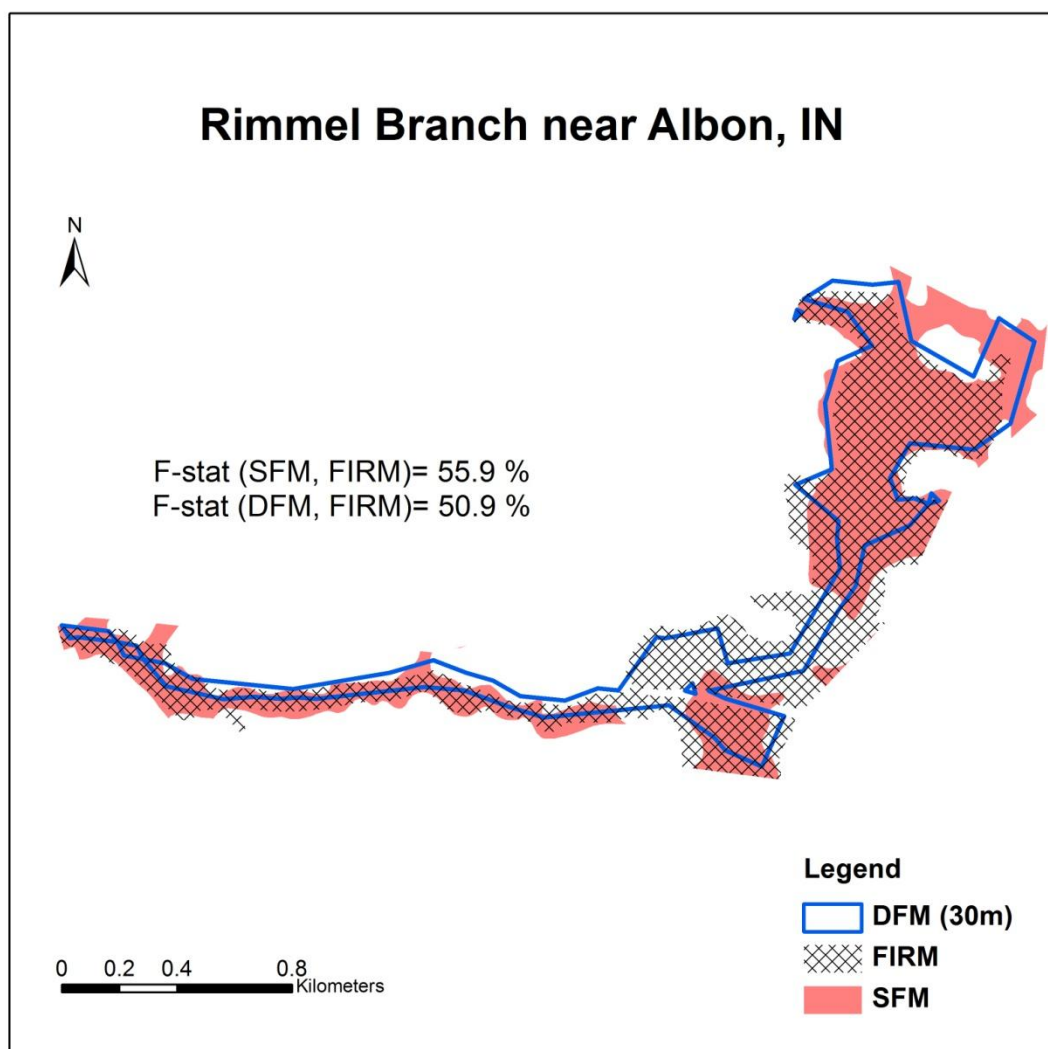 Rimmel Branch near Albon, IN
N
F-stat (SFM, FIRM)= 55.9 %
F-stat (DFM, FIRM)= 50.9 %
Legend
DFM (30m)
FIRM
SFM
0 0.2 0.4 0.8
Kilometers